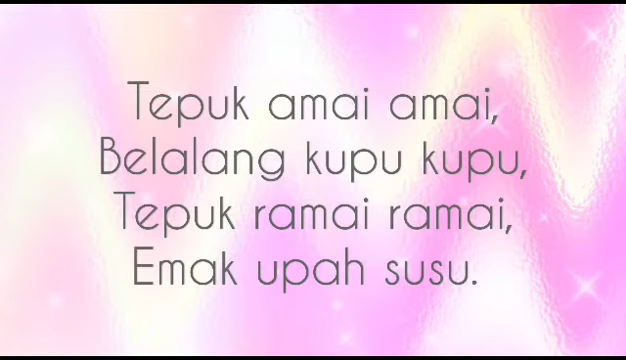 Tepuk amai amai,
Belalang kupu kupu,
Tepuk ramai ramai,
Emak upah susu.